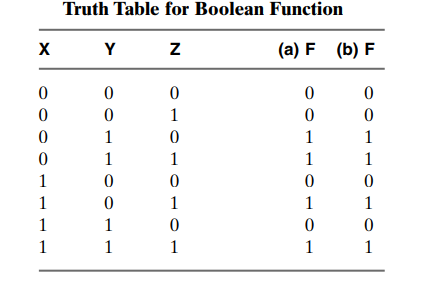 Truth Table for Boolean Function
X Y Z (a) F (b) F
0 0 0 0 0
0 0 1 0 0
0 1 0 1 1
0 1 1 1 1
1 0 0 0 0
1 0 1 1 1
1 1 0 0 0
1 1 1 1 1